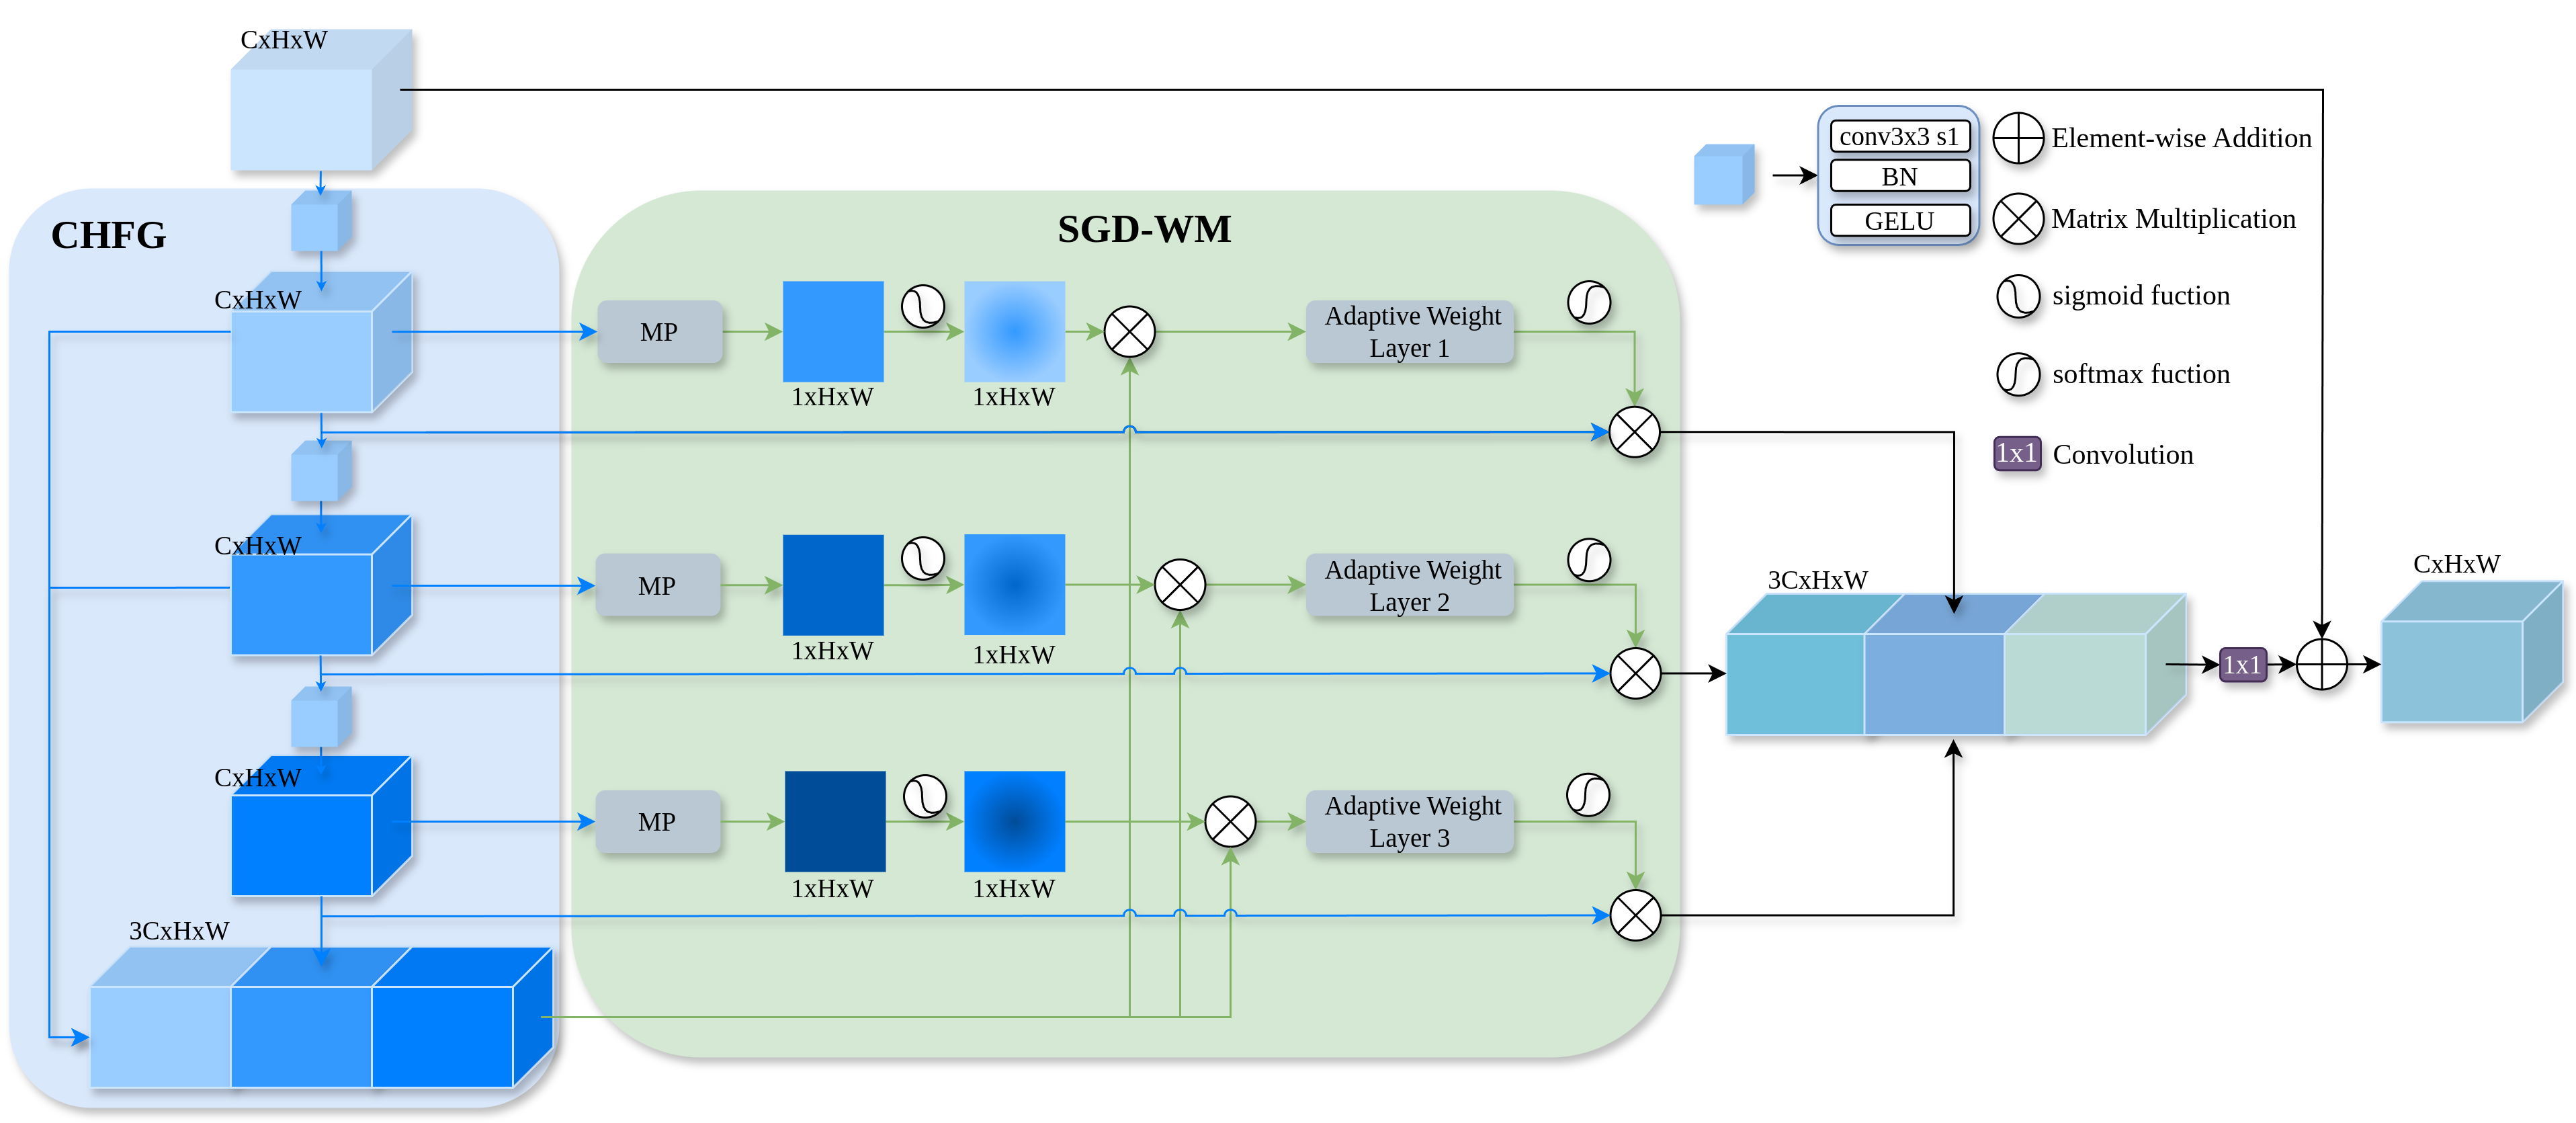 CxHxW
CHFG
SGD-WM
conv3x3 s1
BN
GELU
Element-wise Addition
Matrix Multiplication
sigmoid fuction
softmax fuction
1x1
Convolution
CxHxW
MP
1xHxW
1xHxW
Adaptive Weight
Layer 1
CxHxW
MP
1xHxW
1xHxW
Adaptive Weight
Layer 2
3CxHxW
1x1
CxHxW
CxHxW
MP
1xHxW
1xHxW
Adaptive Weight
Layer 3
3CxHxW